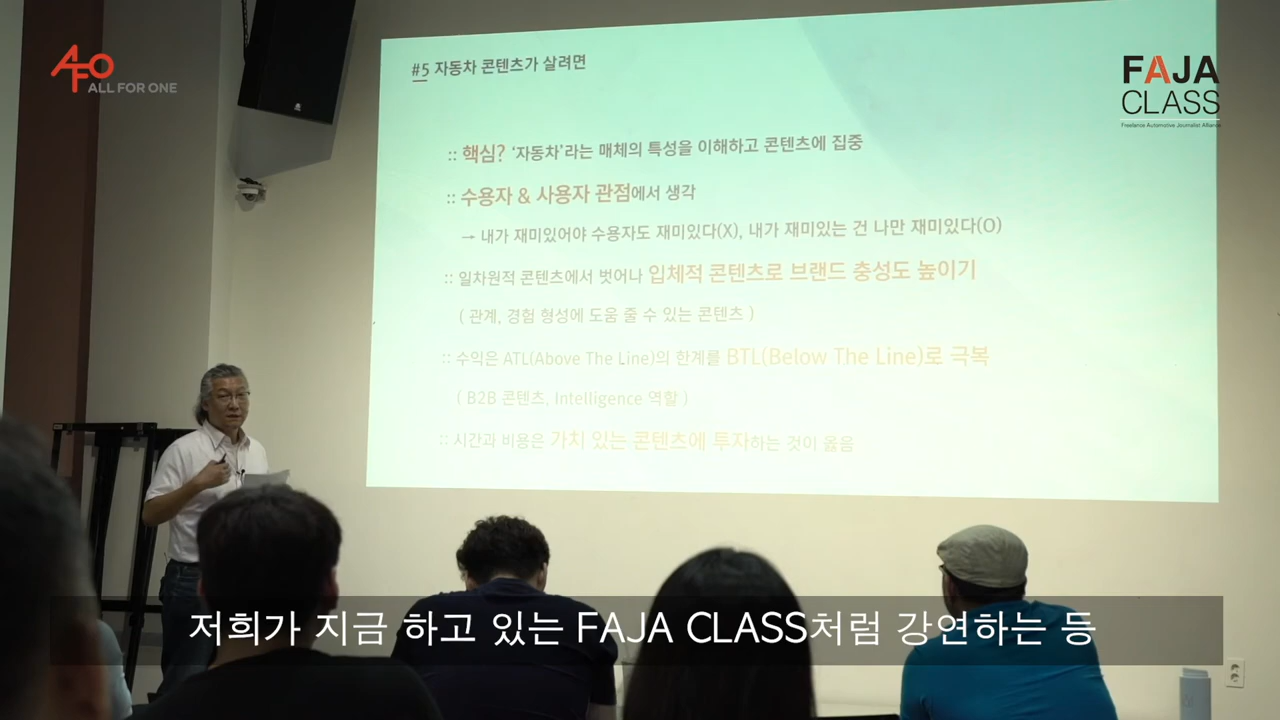 AFO
ALL FOR ONE
FAJA
CLASS
Freelance Automotive Journalist Alliance
#5 자동차 콘텐츠가 살려면
:: 핵심? ‘자동차’라는 매체의 특성을 이해하고 콘텐츠에 집중
:: 수용자 & 사용자 관점에서 생각
→ 내가 재미있어야 수용자도 재미있다(X), 내가 재미있는 건 나만 재미있다(O)
:: 일차원적 콘텐츠에서 벗어나 입체적 콘텐츠로 브랜드 충성도 높이기
( 관계, 경험 형성에 도움 줄 수 있는 콘텐츠 )
:: 수익은 ATL(Above The Line)의 한계를 BTL(Below The Line)로 극복
( B2B 콘텐츠, Intelligence 역할 )
:: 시간과 비용은 가치 있는 콘텐츠에 투자하는 것이 옳음
저희가 지금 하고 있는 FAJA CLASS처럼 강연하는 등